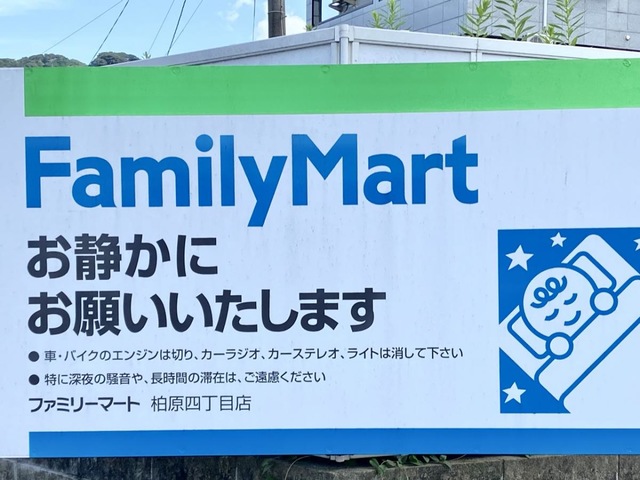 FamilyMart
お静かに
お願いいたします
● 車・バイクのエンジンは切り、カーラジオ、カーステレオ、ライトは消して下さい
● 特に深夜の騒音や、長時間の滞在は、ご遠慮ください
ファミリーマート 柏原四丁目店